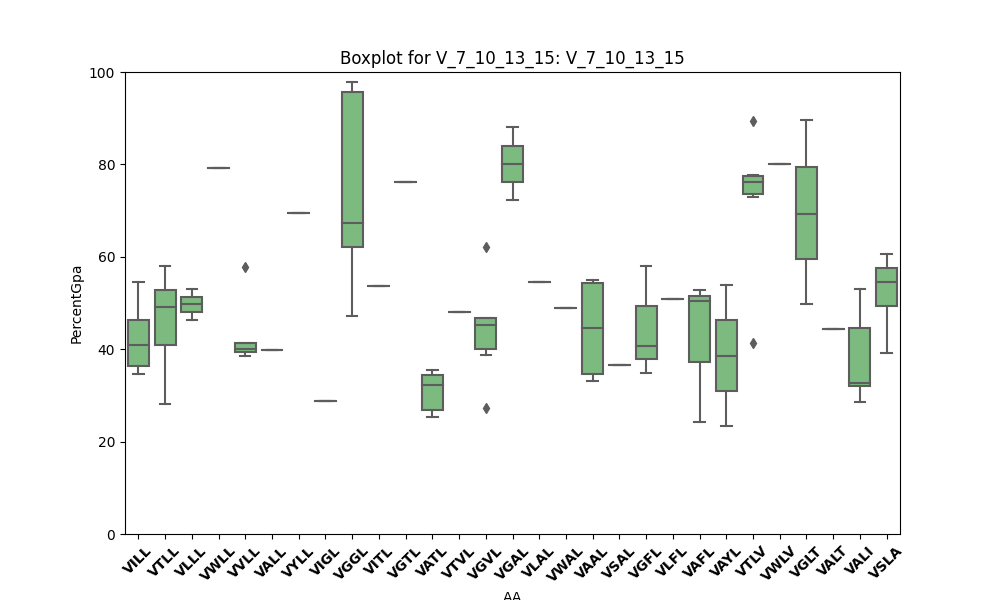 Boxplot for V_7_10_13_15: V_7_10_13_15
100
80
60
40
20
0
PercentGpa
VILL VTLL VLLL VWLL VVLL VALL VYLL VIGL VGGL VITL VGTL VATL VTVL VGVL VGAL VLAL VWAL VAAL VSAL VGFL VLFL VAFL VAYL VTLV VWLV VGLT VALT VALI VSLA
AA